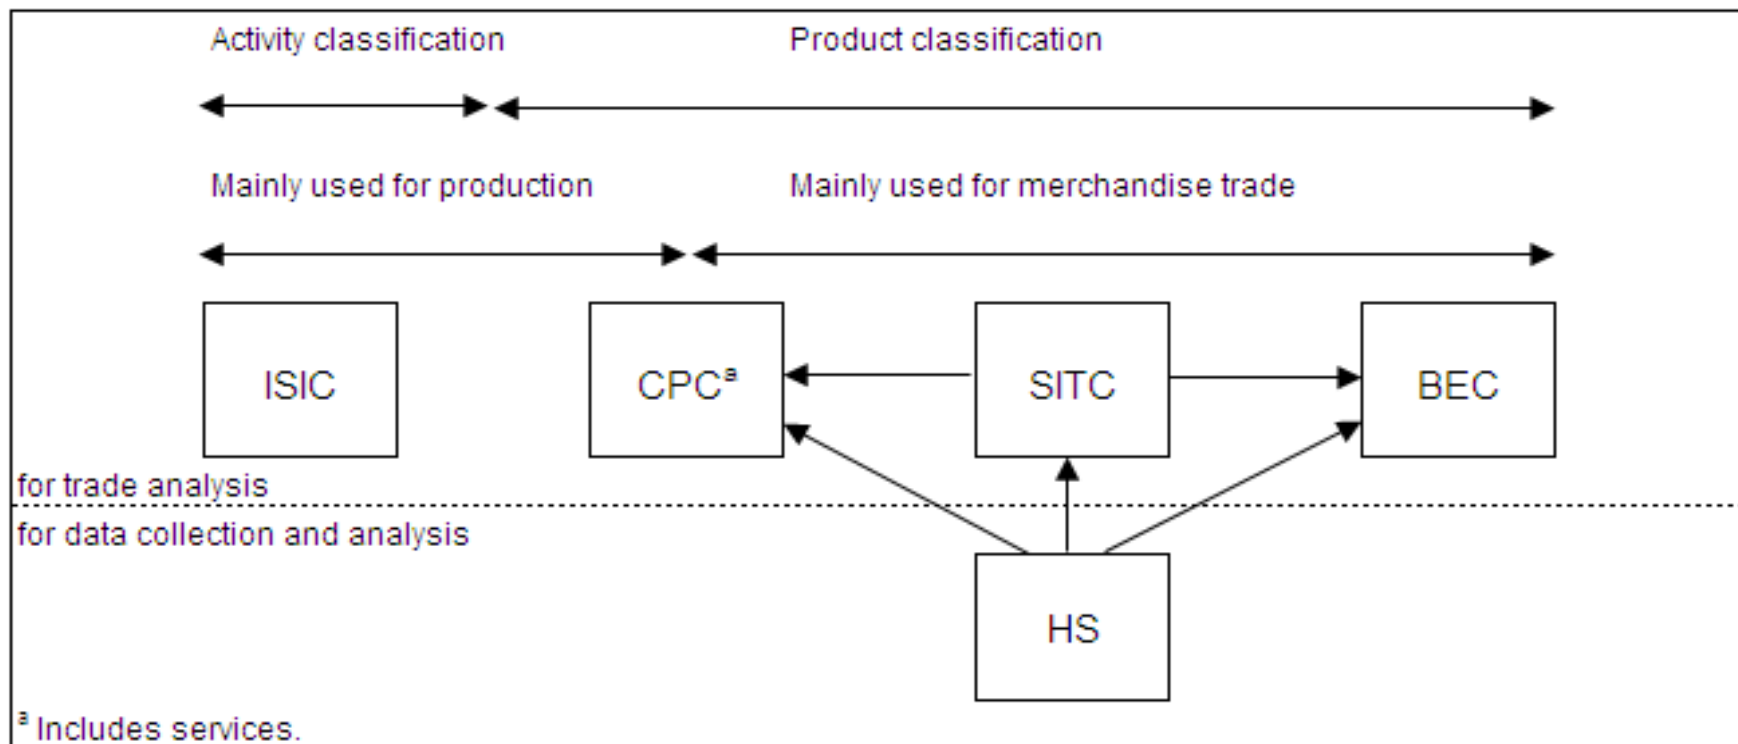 Activity classification
Product classification
Mainly used for production
Mainly used for merchandise trade
ISIC
CPCᵃ
SITC
BEC
for trade analysis
for data collection and analysis
HS
ᵃ Includes services.